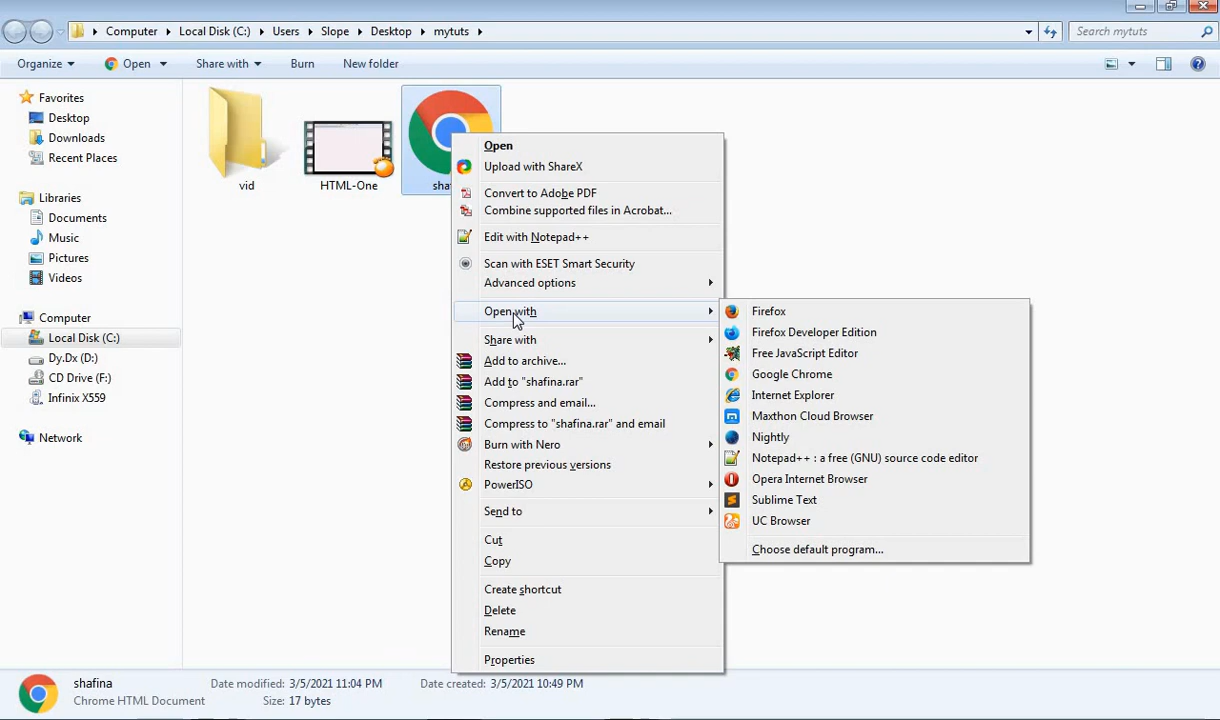 Computer Local Disk (C:) Users Slope Desktop mytuts
Search mytuts
Organize Open Share with Burn New folder
Favorites
Desktop
Downloads
Recent Places
Libraries
Documents
Music
Pictures
Videos
Computer
Local Disk (C:)
Dy.Dx (D:)
CD Drive (F:)
Infinix X559
Network
vid
HTML-One
Open
Upload with ShareX
Convert to Adobe PDF
Combine supported files in Acrobat...
Edit with Notepad++
Scan with ESET Smart Security
Advanced options
Open with
Share with
Add to archive...
Add to "shafina.rar"
Compress and email...
Compress to "shafina.rar" and email
Burn with Nero
Restore previous versions
PowerISO
Send to
Cut
Copy
Create shortcut
Delete
Rename
Properties
Firefox
Firefox Developer Edition
Free JavaScript Editor
Google Chrome
Internet Explorer
Maxthon Cloud Browser
Nightly
Notepad++ : a free (GNU) source code editor
Opera Internet Browser
Sublime Text
UC Browser
Choose default program...
shafina Date modified: 3/5/2021 11:04 PM Date created: 3/5/2021 10:49 PM
Chrome HTML Document Size: 17 bytes